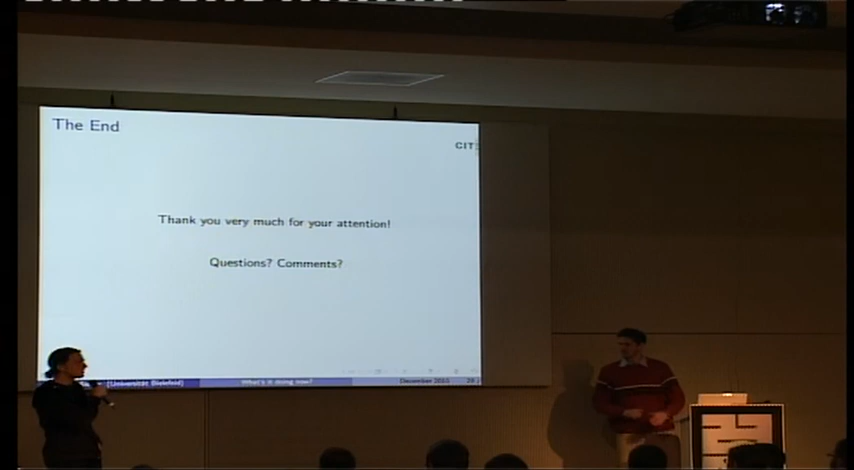 The End
CIT
Thank you very much for your attention!
Questions? Comments?
(Universität Bielefeld)
What's it doing now?
December 2010
28